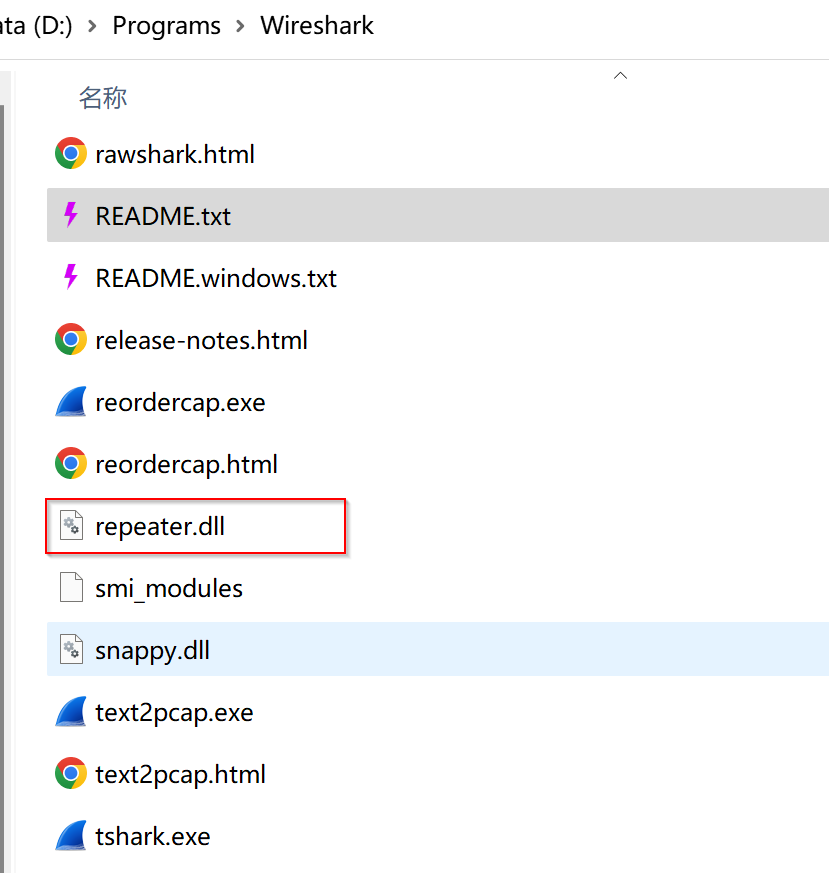 ata (D:) > Programs > Wireshark
名称
rawshark.html
README.txt
README.windows.txt
release-notes.html
reordercap.exe
reordercap.html
repeater.dll
smi_modules
snappy.dll
text2pcap.exe
text2pcap.html
tshark.exe